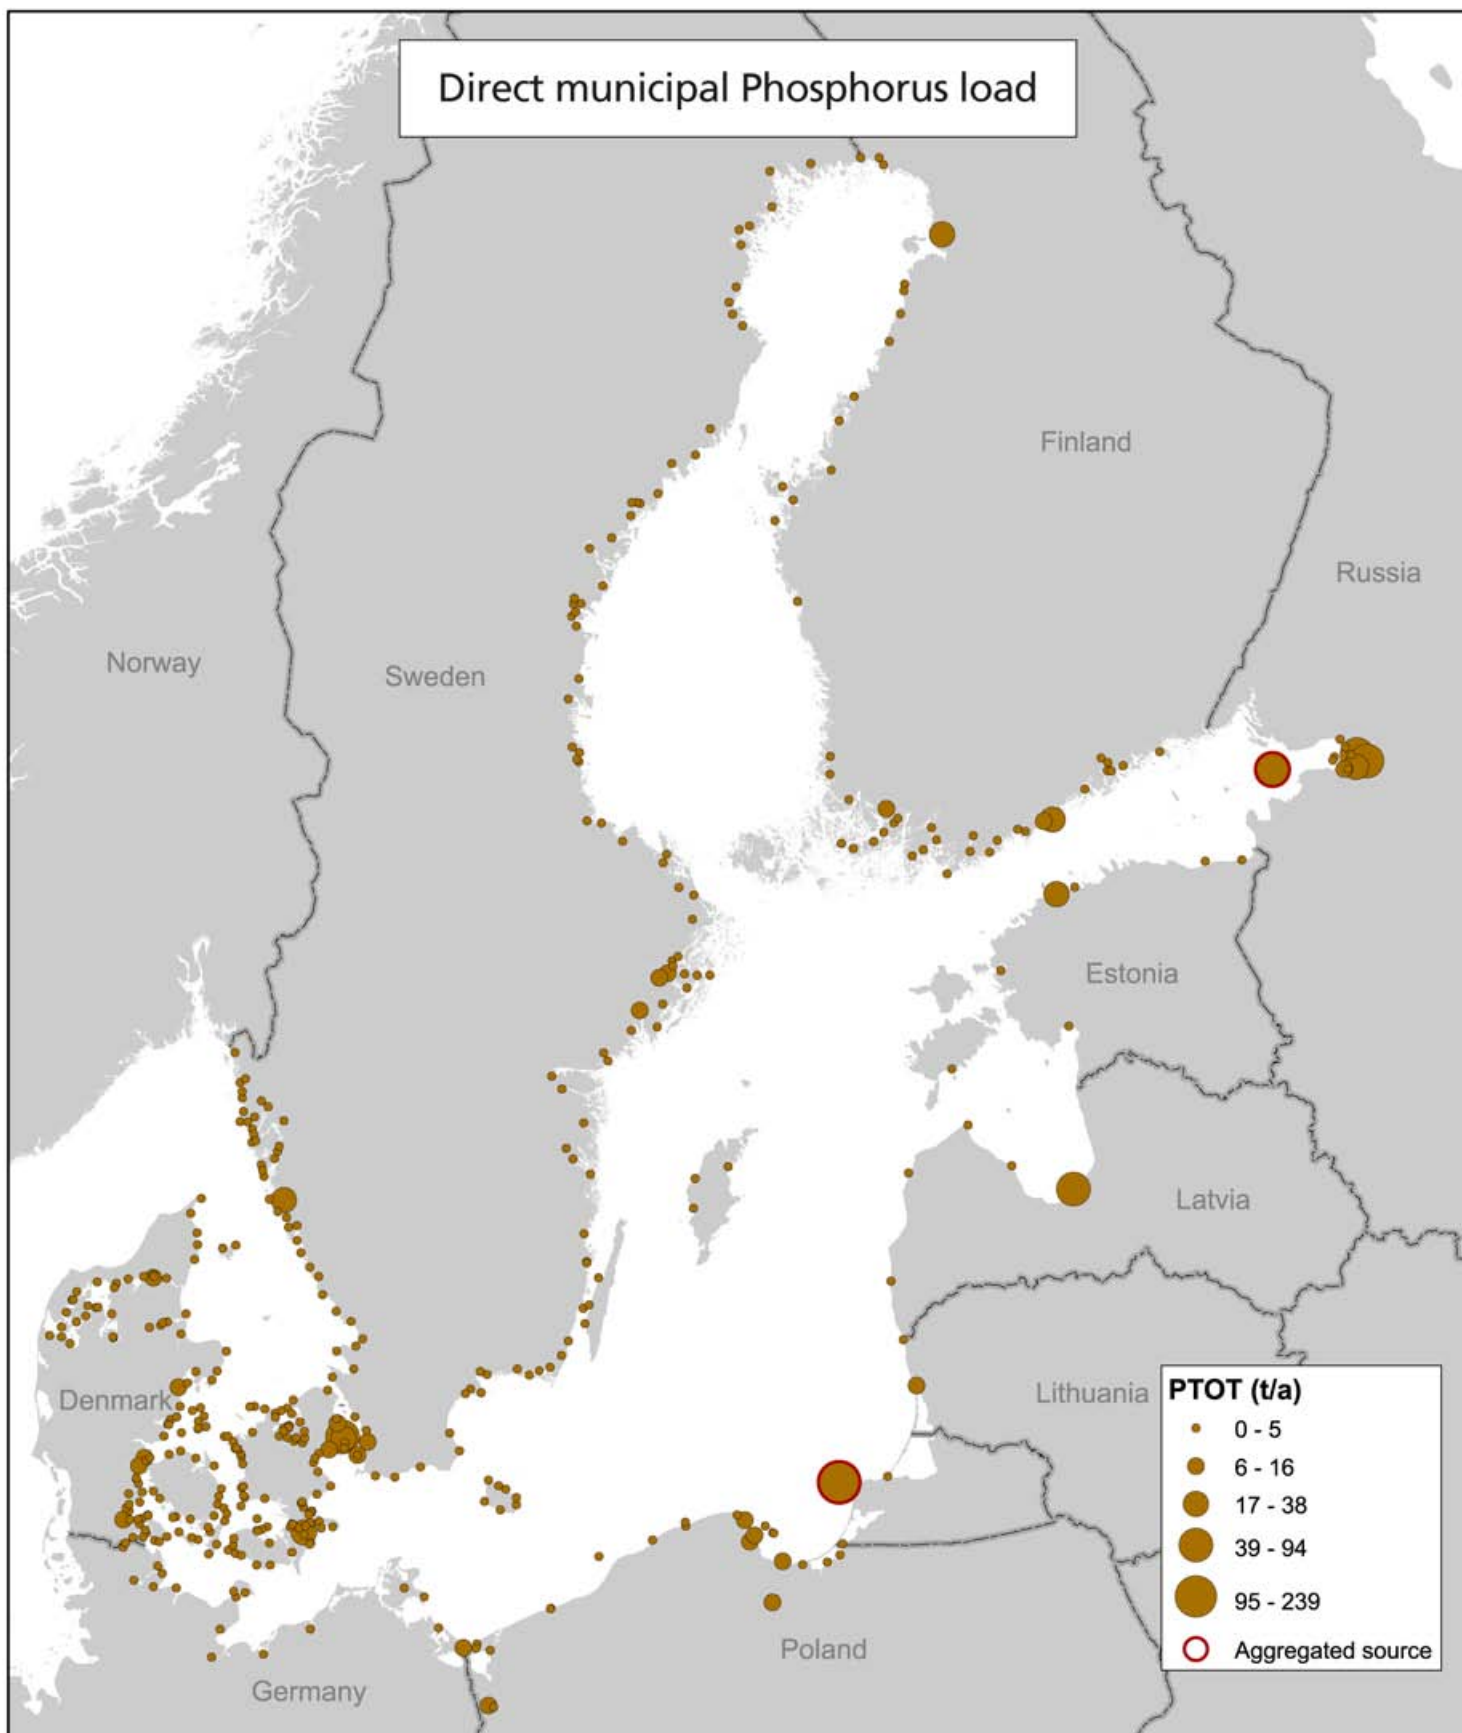 Direct municipal Phosphorus load
Finland
Russia
Norway
Sweden
Estonia
Latvia
Denmark
Lithuania
Poland
Germany
PTOT (t/a)
0 - 5
6 - 16
17 - 38
39 - 94
95 - 239
Aggregated source